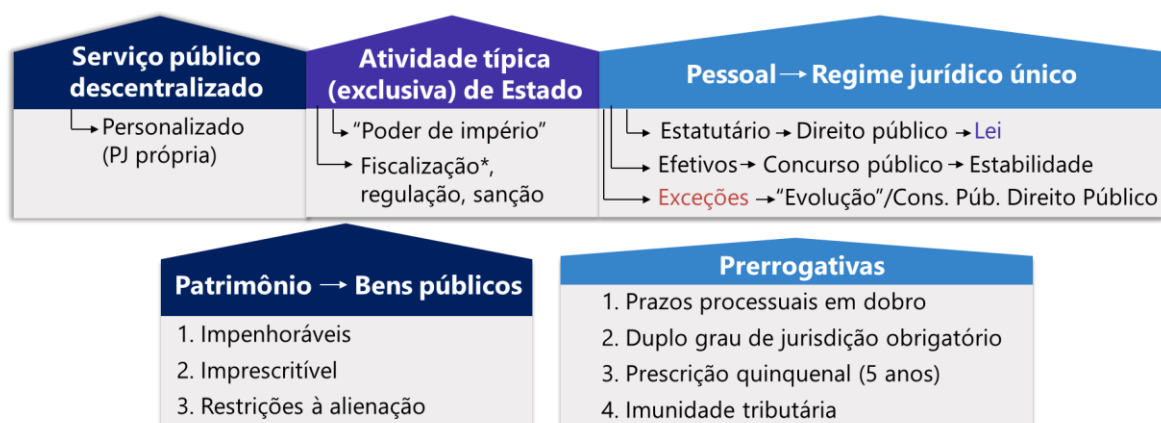 Serviço público
descentralizado
→ Personalizado
(PJ própria)
Atividade típica
(exclusiva) de Estado
→ “Poder de império”
→ Fiscalização*,
regulação, sanção
Pessoal → Regime jurídico único
→ Estatutário → Direito público → Lei
→ Efetivos → Concurso público → Estabilidade
→ Exceções → “Evolução”/Cons. Púb. Direito Público
Patrimônio → Bens públicos
1. Impenhoráveis
2. Imprescritível
3. Restrições à alienação
Prerrogativas
1. Prazos processuais em dobro
2. Duplo grau de jurisdição obrigatório
3. Prescrição quinquenal (5 anos)
4. Imunidade tributária